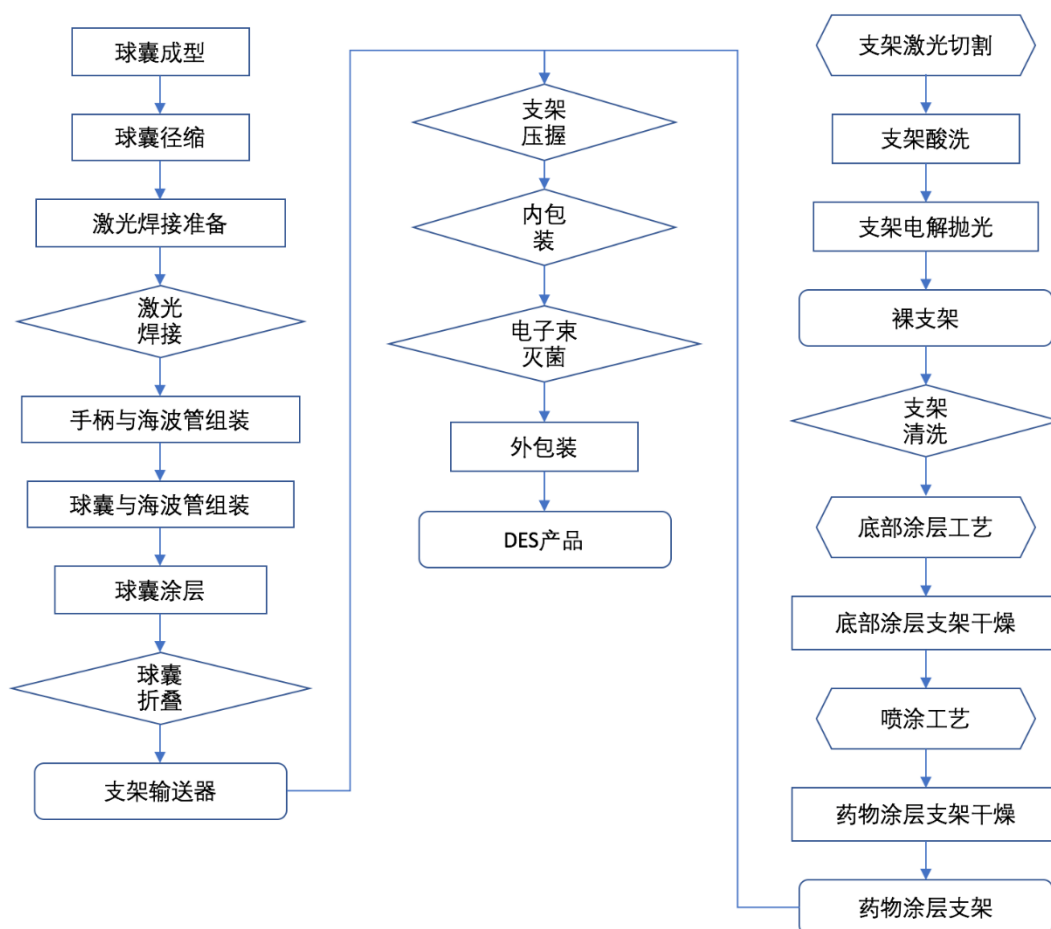 球囊成型
球囊径缩
激光焊接准备
激光
焊接
手柄与海波管组装
球囊与海波管组装
球囊涂层
球囊
折叠
支架输送器
支架
压握
内包
装
电子束
灭菌
外包装
DES产品
支架激光切割
支架酸洗
支架电解抛光
裸支架
支架
清洗
底部涂层工艺
底部涂层支架干燥
喷涂工艺
药物涂层支架干燥
药物涂层支架